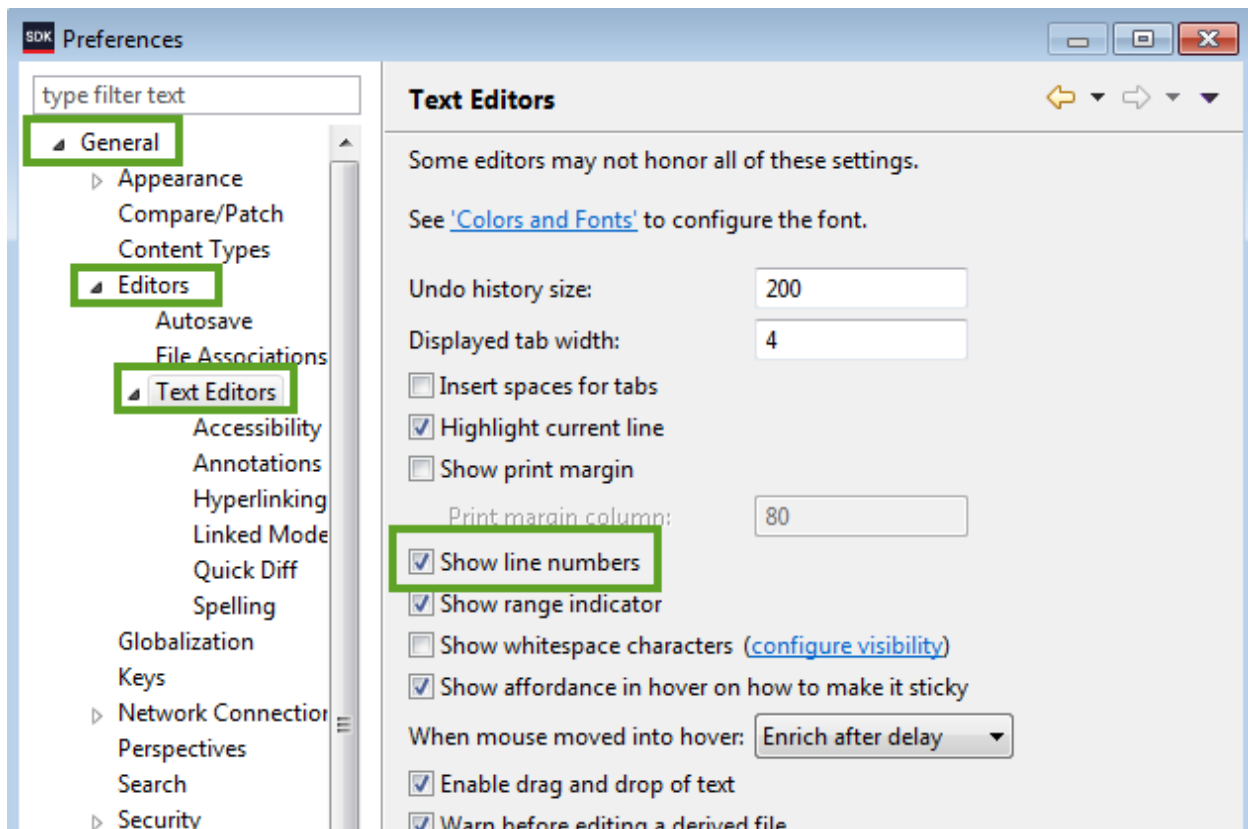 SDK Preferences
type filter text
General
Appearance
Compare/Patch
Content Types
Editors
Autosave
File Associations
Text Editors
Accessibility
Annotations
Hyperlinking
Linked Mode
Quick Diff
Spelling
Globalization
Keys
Network Connection
Perspectives
Search
Security
Text Editors
Some editors may not honor all of these settings.
See 'Colors and Fonts' to configure the font.
Undo history size: 200
Displayed tab width: 4
Insert spaces for tabs
Highlight current line
Show print margin
Print margin column: 80
Show line numbers
Show range indicator
Show whitespace characters (configure visibility)
Show affordance in hover on how to make it sticky
When mouse moved into hover: Enrich after delay
Enable drag and drop of text
Warn before editing a derived file